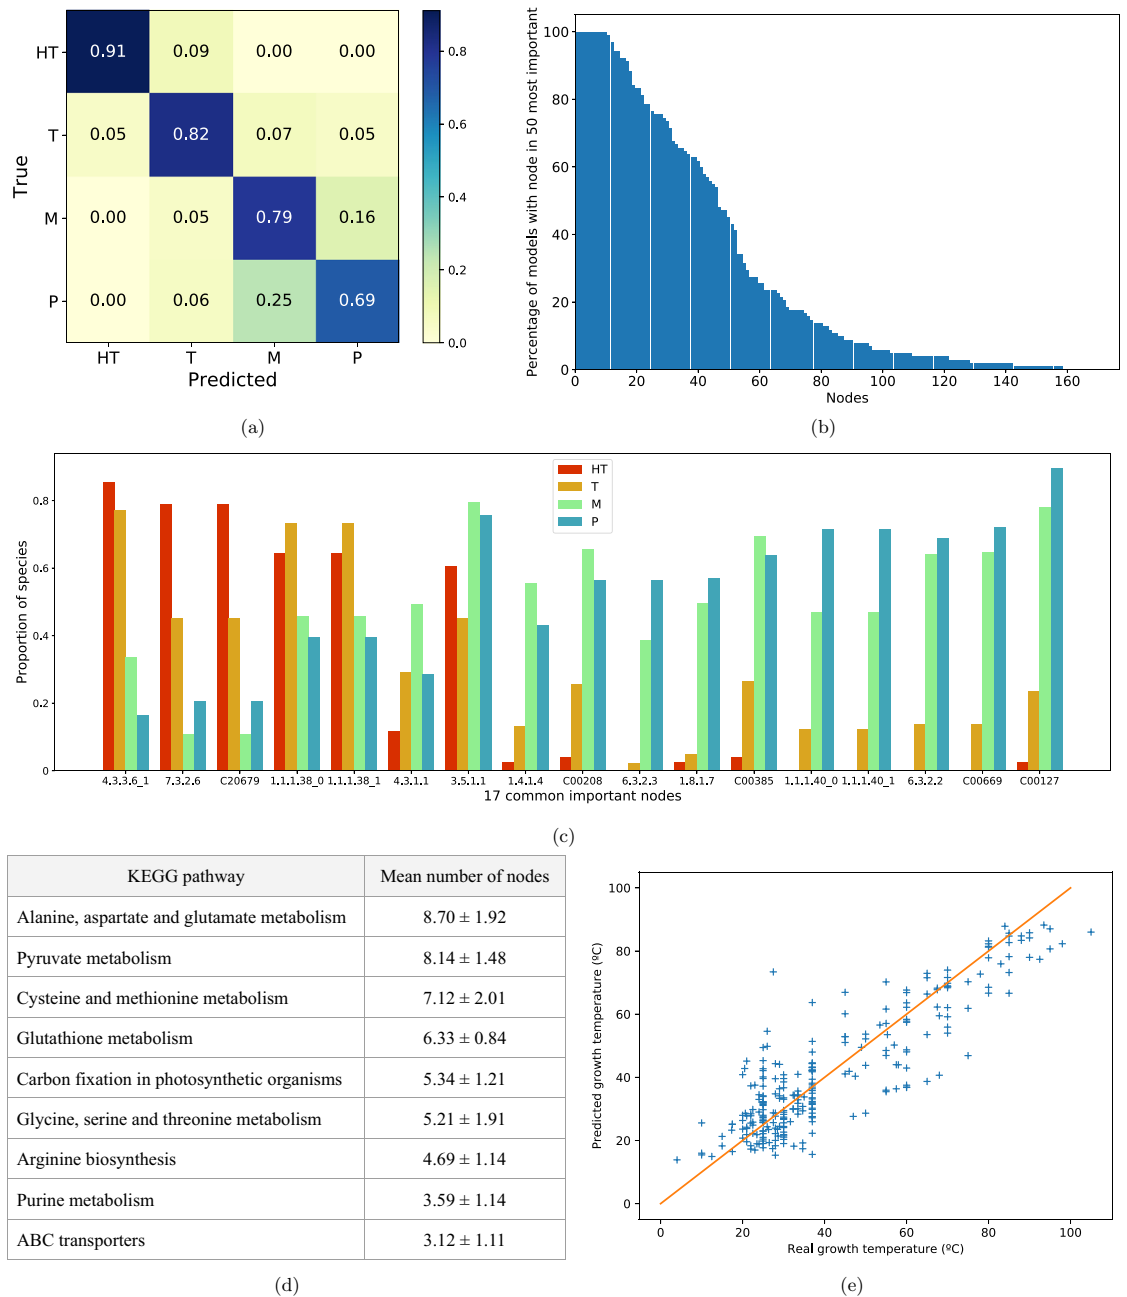 HT
0.91
0.09
0.00
0.00
T
0.05
0.82
0.07
0.05
M
0.00
0.05
0.79
0.16
P
0.00
0.06
0.25
0.69
True
HT
T
M
P
Predicted
0.8
0.6
0.4
0.2
0.0
(a)
Percentage of models with node in 50 most important
100
80
60
40
20
0
0
20
40
60
80
100
120
140
160
Nodes
(b)
Proportion of species
0.8
0.6
0.4
0.2
0
HT
T
M
P
4.3.3.6_1
7.3.2.6
C20679
1.1.1.38_0
1.1.1.38_1
4.3.1.1
3.5.1.1
1.4.1.4
C00208
6.3.2.3
1.8.1.7
C00385
1.1.1.40_0
1.1.1.40_1
6.3.2.2
C00669
C00127
17 common important nodes
(c)
KEGG pathway
Mean number of nodes
Alanine, aspartate and glutamate metabolism
8.70 ± 1.92
Pyruvate metabolism
8.14 ± 1.48
Cysteine and methionine metabolism
7.12 ± 2.01
Glutathione metabolism
6.33 ± 0.84
Carbon fixation in photosynthetic organisms
5.34 ± 1.21
Glycine, serine and threonine metabolism
5.21 ± 1.91
Arginine biosynthesis
4.69 ± 1.14
Purine metabolism
3.59 ± 1.14
ABC transporters
3.12 ± 1.11
(d)
Predicted growth temperature (ºC)
100
80
60
40
20
0
0
20
40
60
80
100
Real growth temperature (ºC)
(e)